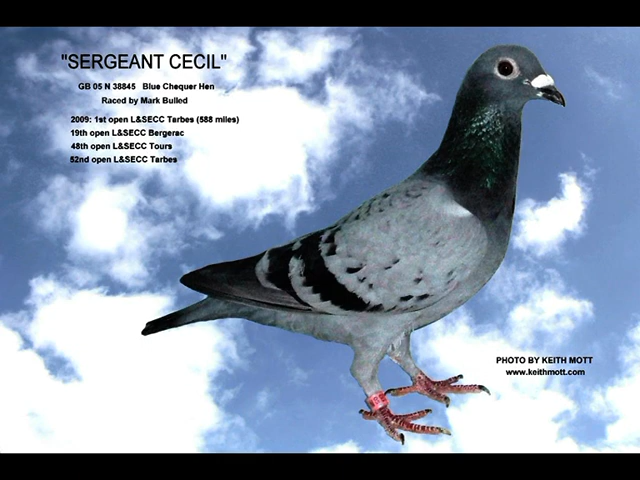 "SERGEANT CECIL"
GB 05 N 38845 Blue Chequer Hen
Raced by Mark Bulled
2009: 1st open L&SECC Tarbes (588 miles)
19th open L&SECC Bergerac
48th open L&SECC Tours
52nd open L&SECC Tarbes
PHOTO BY KEITH MOTT
www.keithmott.com